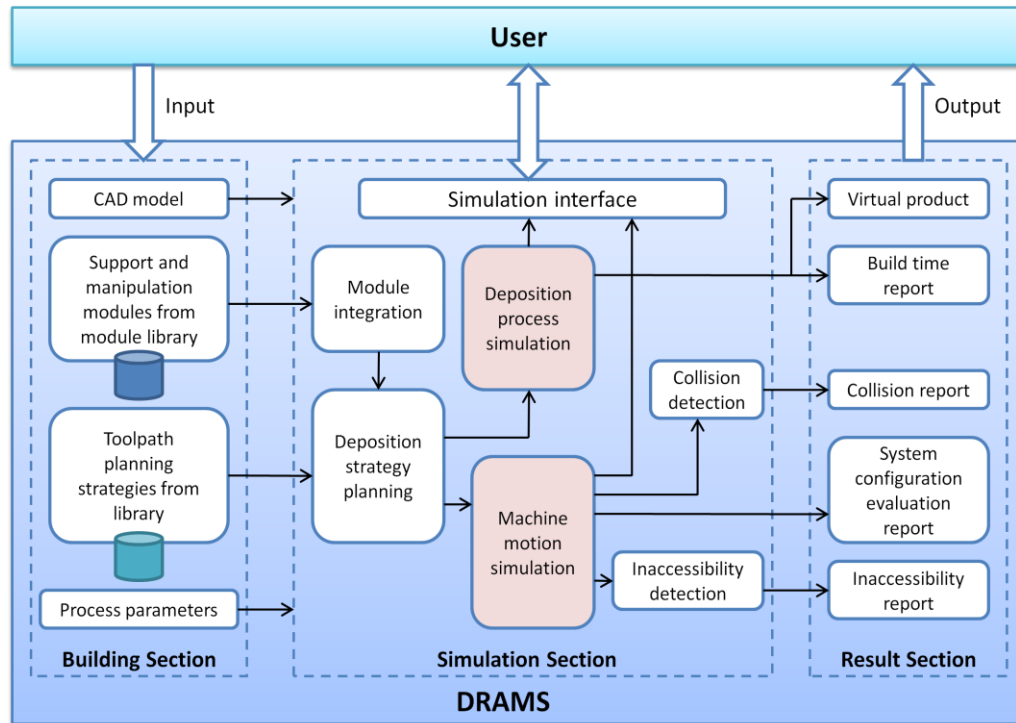 User
Input
Output
CAD model
Support and
manipulation
modules from
module library
Toolpath
planning
strategies from
library
Process parameters
Building Section
Simulation interface
Module
integration
Deposition
process
simulation
Deposition
strategy
planning
Collision
detection
Machine
motion
simulation
Inaccessibility
detection
Simulation Section
Virtual product
Build time
report
Collision report
System
configuration
evaluation
report
Inaccessibility
report
Result Section
DRAMS